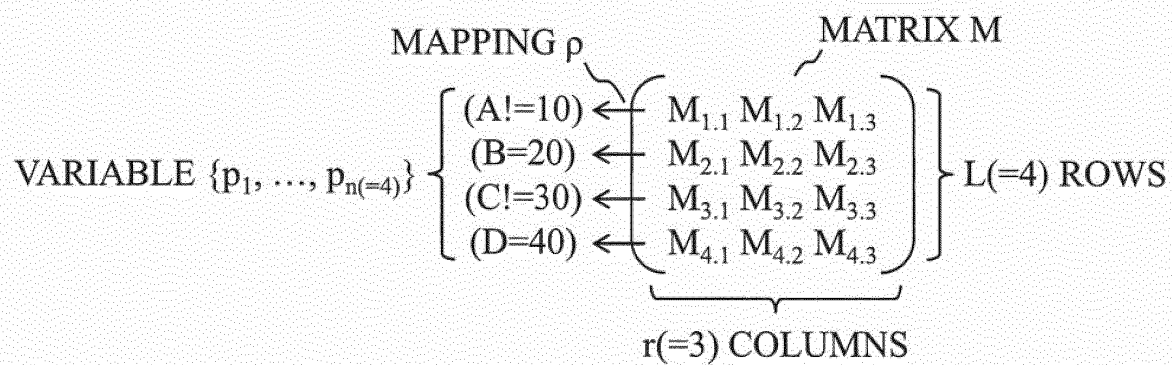 MAPPING ρ MATRIX M
(A!=10) ← M1.1 M1.2 M1.3
(B=20) ← M2.1 M2.2 M2.3
VARIABLE {p1, ..., pn(=4)} L(=4) ROWS
(C!=30) ← M3.1 M3.2 M3.3
(D=40) ← M4.1 M4.2 M4.3
r(=3) COLUMNS